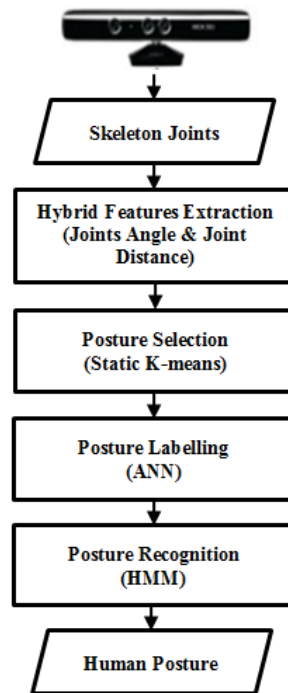 Skeleton Joints
Hybrid Features Extraction
(Joints Angle & Joint
Distance)
Posture Selection
(Static K-means)
Posture Labelling
(ANN)
Posture Recognition
(HMM)
Human Posture